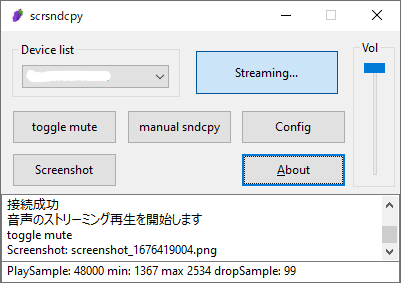 scrsndcpy
Device list
Streaming...
Vol
toggle mute
manual sndcpy
Config
Screenshot
About
接続成功
音声のストリーミング再生を開始します
toggle mute
Screenshot: screenshot_1676419004.png
PlaySample: 48000 min: 1367 max 2534 dropSample: 99